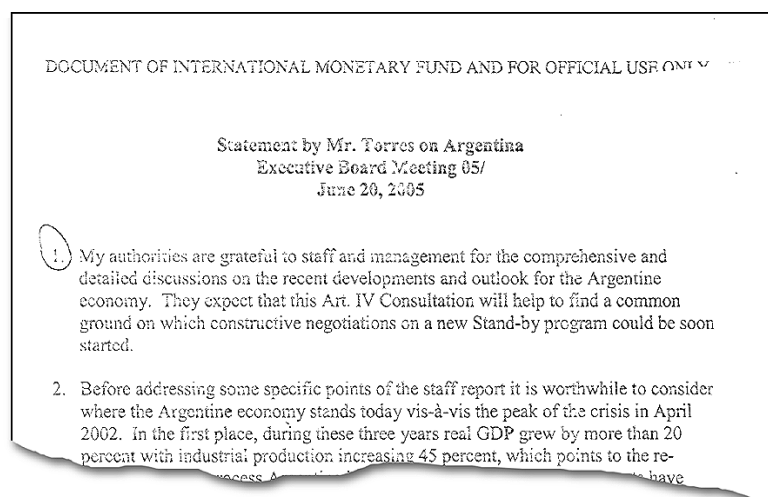 DOCUMENT OF INTERNATIONAL MONETARY FUND AND FOR OFFICIAL USE ONLY
Statement by Mr. Torres on Argentina
Executive Board Meeting 05/
June 20, 2005
1. My authorities are grateful to staff and management for the comprehensive and
detailed discussions on the recent developments and outlook for the Argentine
economy. They expect that this Art. IV Consultation will help to find a common
ground on which constructive negotiations on a new Stand-by program could be soon
started.
2. Before addressing some specific points of the staff report it is worthwhile to consider
where the Argentine economy stands today vis-à-vis the peak of the crisis in April
2002. In the first place, during these three years real GDP grew by more than 20
percent with industrial production increasing 45 percent, which points to the re-
have